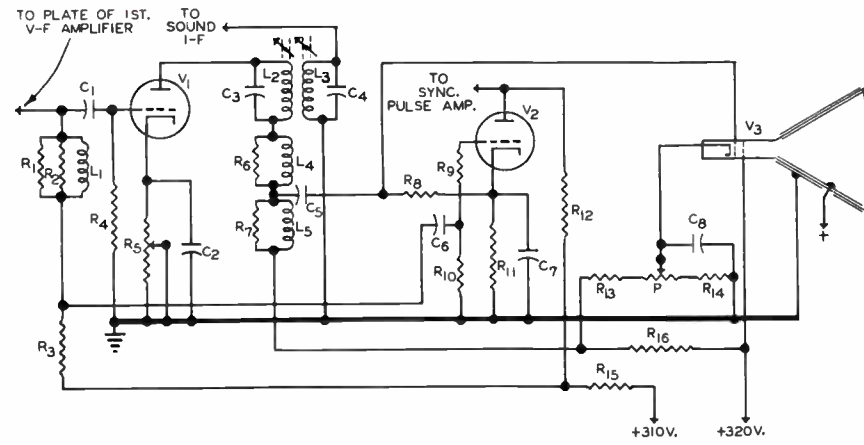 TO PLATE OF 1ST.
V-F AMPLIFIER
TO
SOUND
I-F
C1
V1
L2
L3
C3
C4
TO
SYNC.
PULSE AMP.
V2
V3
R1
R2
L1
R6
L4
R9
R8
R4
R7
C5
L5
R12
R5
C2
C6
C8
R10
R11
C7
R13
P
R14
R3
R16
R15
+
+310V.
+320V.